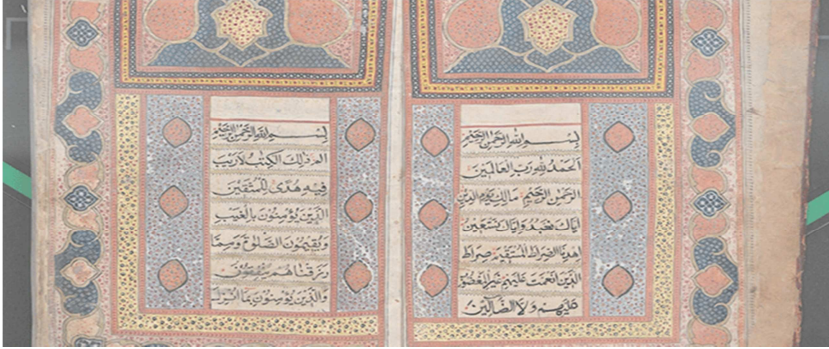 بسم الله الرحمن الرحيم
الحمد لله رب العالمين
الرحمن الرحيم مالك يوم الدين
اياك نعبد واياك نستعين
اهدنا الصراط المستقيم صراط
الذين انعمت عليهم غير المغضوب
عليهم ولا الضالين
بسم الله الرحمن الرحيم
الم ذلك الكتب لا ريب
فيه هدى للمتقين
الذين يؤمنون بالغيب
ويقيمون الصلوة ومما
رزقناهم ينفقون
والذين يؤمنون بما انزل